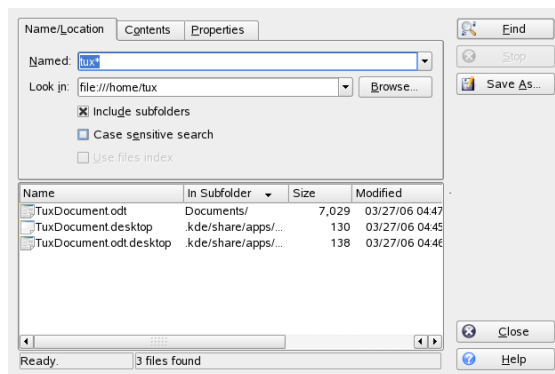 Name/Location Contents Properties
Named: tux*
Look in: file:///home/tux Browse...
Include subfolders
Case sensitive search
Use files index
Find
Stop
Save As...
Name In Subfolder Size Modified
TuxDocument.odt Documents/ 7,029 03/27/06 04:47
TuxDocument.desktop .kde/share/apps/... 130 03/27/06 04:45
TuxDocument.odt.desktop .kde/share/apps/... 138 03/27/06 04:46
Close
Ready. 3 files found
Help